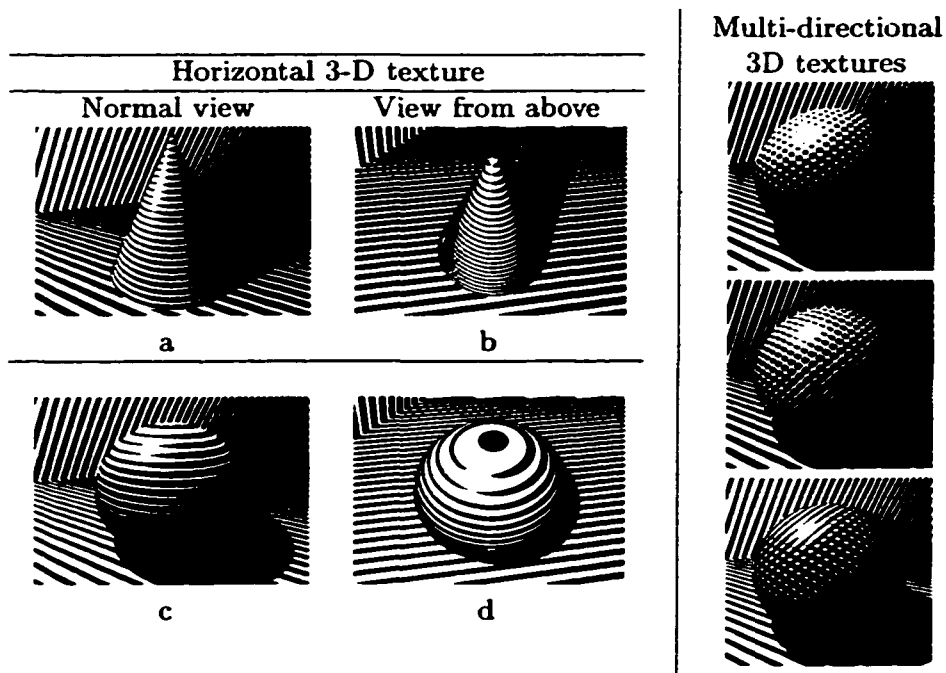 Horizontal 3-D texture
Normal view
View from above
a
b
c
d
Multi-directional
3D textures